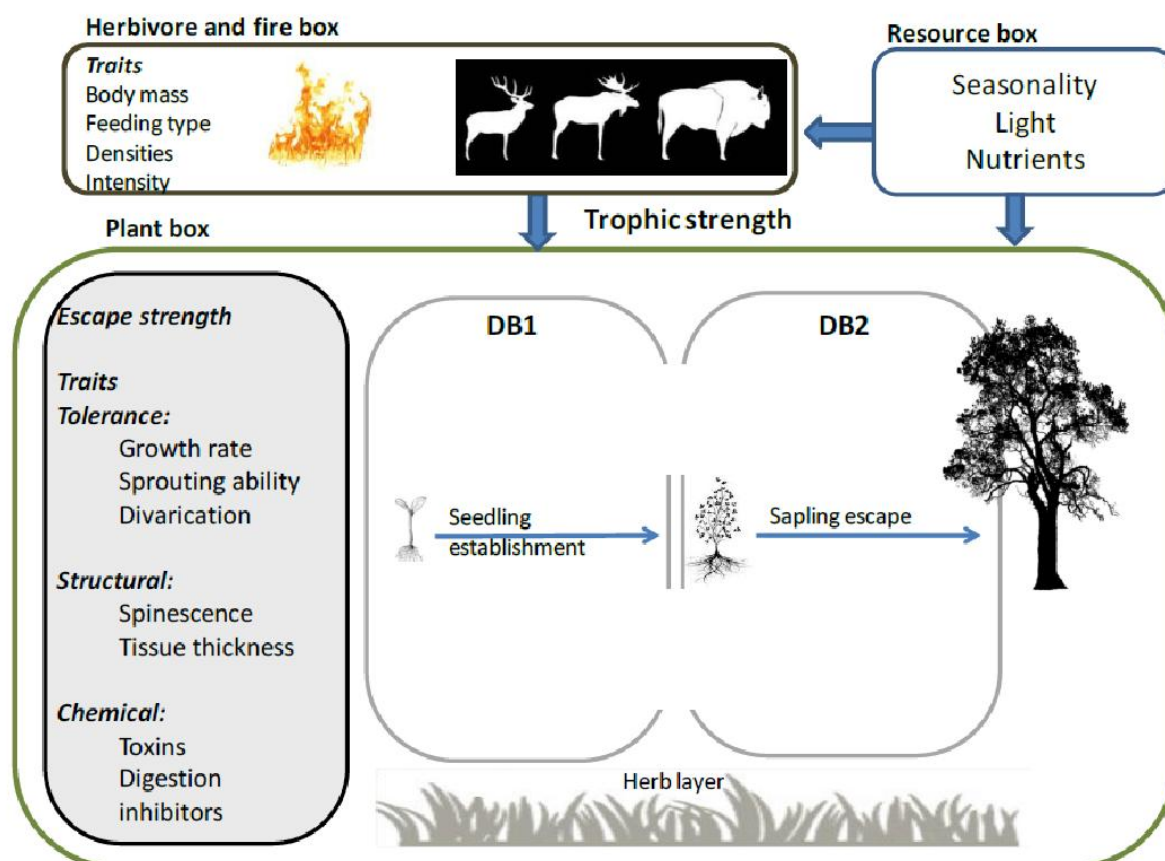 Herbivore and fire box
Traits
Body mass
Feeding type
Densities
Intensity
Resource box
Seasonality
Light
Nutrients
Trophic strength
Plant box
Escape strength
Traits
Tolerance:
Growth rate
Sprouting ability
Divarication
Structural:
Spinescence
Tissue thickness
Chemical:
Toxins
Digestion
inhibitors
DB1
Seedling
establishment
DB2
Sapling escape
Herb layer